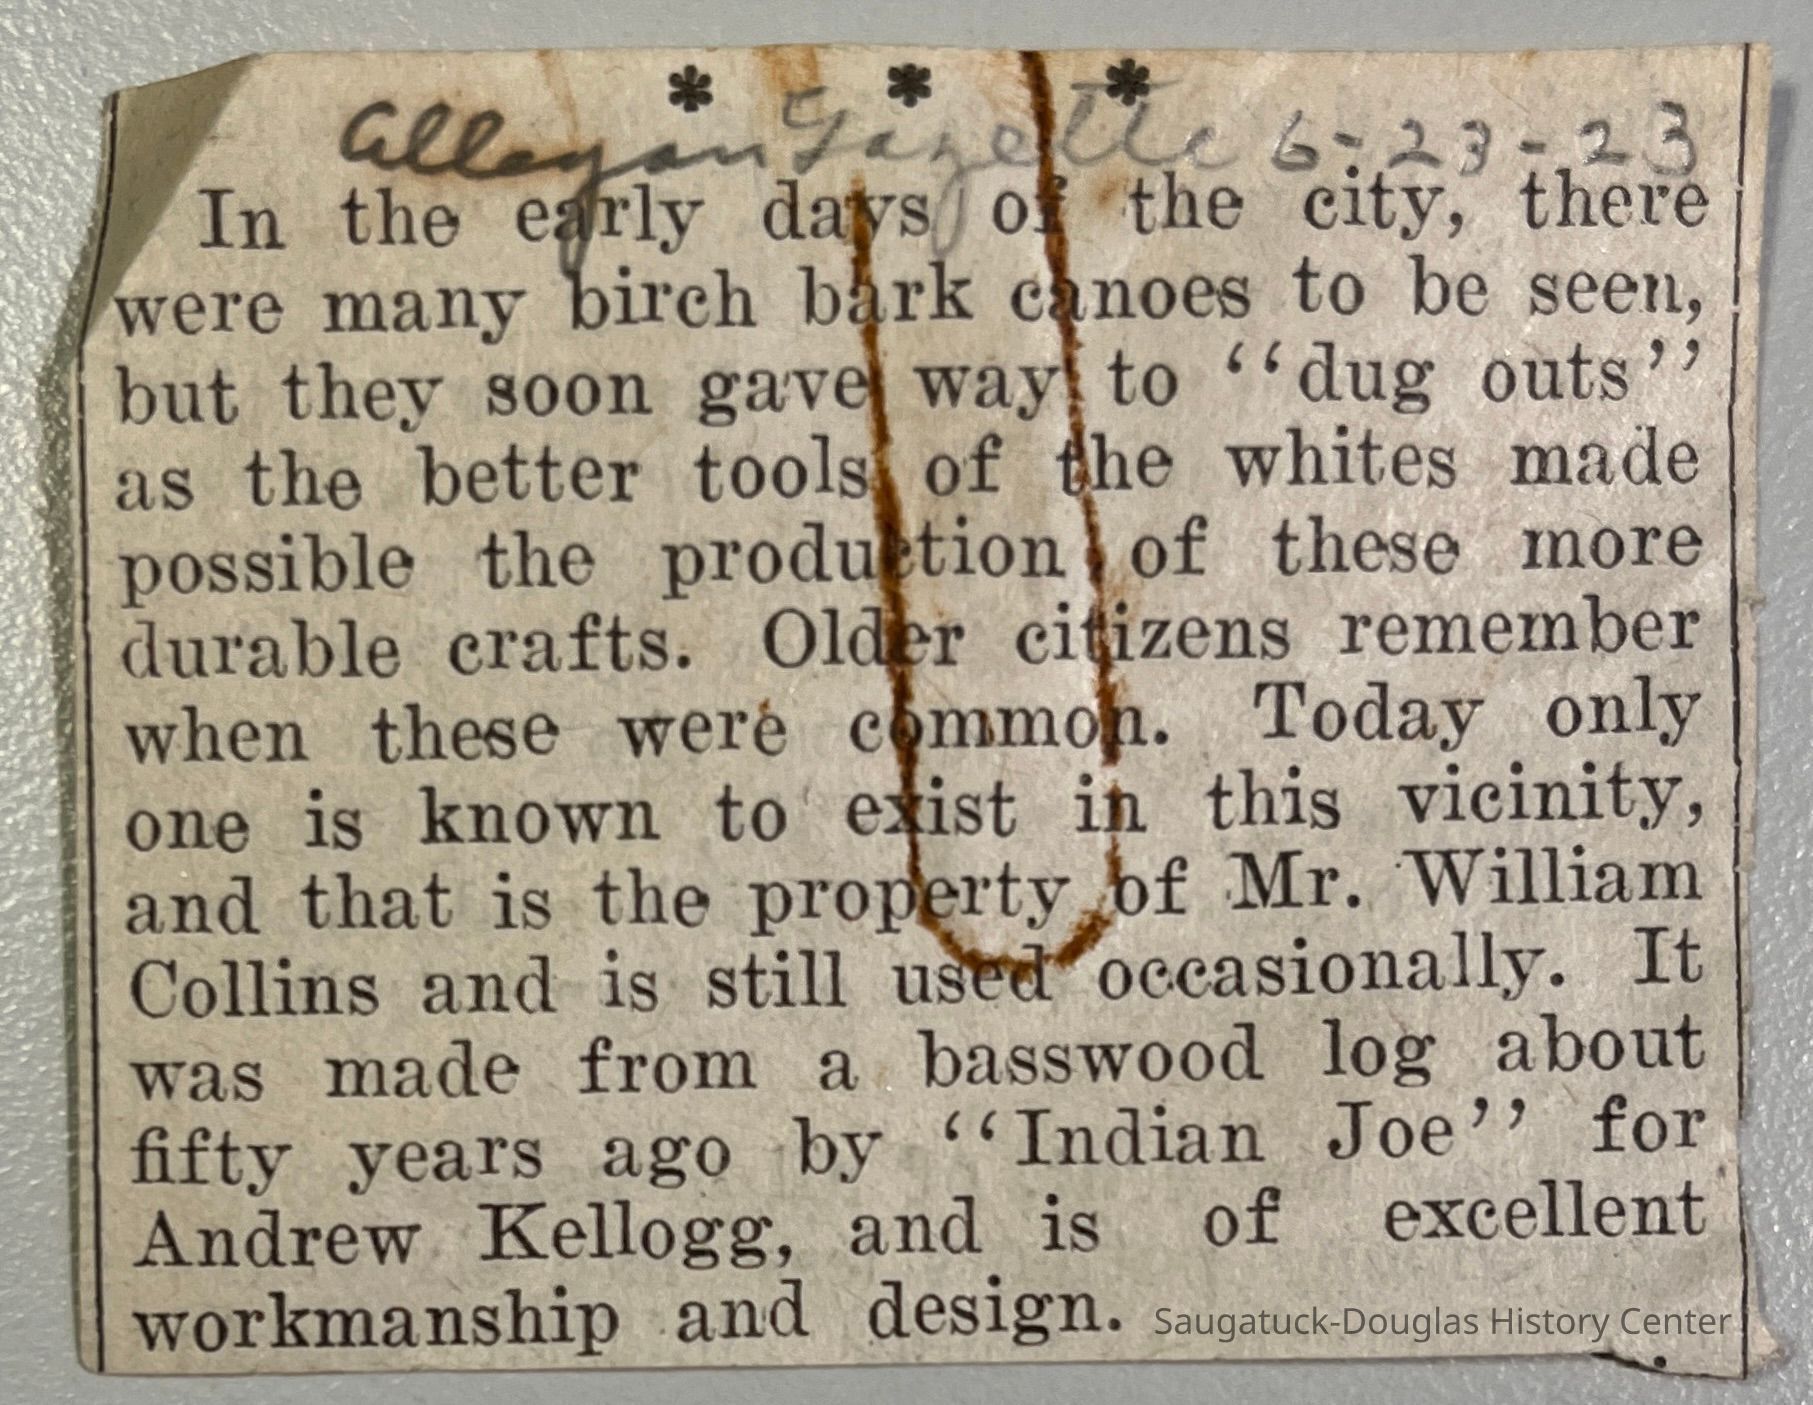 * * *
Allegan Gazette 6-23-23
In the early days of the city, there
were many birch bark canoes to be seen,
but they soon gave way to ‘‘dug outs’’
as the better tools of the whites made
possible the production of these more
durable crafts. Older citizens remember
when these were common. Today only
one is known to exist in this vicinity,
and that is the property of Mr. William
Collins and is still used occasionally. It
was made from a basswood log about
fifty years ago by ‘‘Indian Joe’’ for
Andrew Kellogg, and is of excellent
workmanship and design.
Saugatuck-Douglas History Center